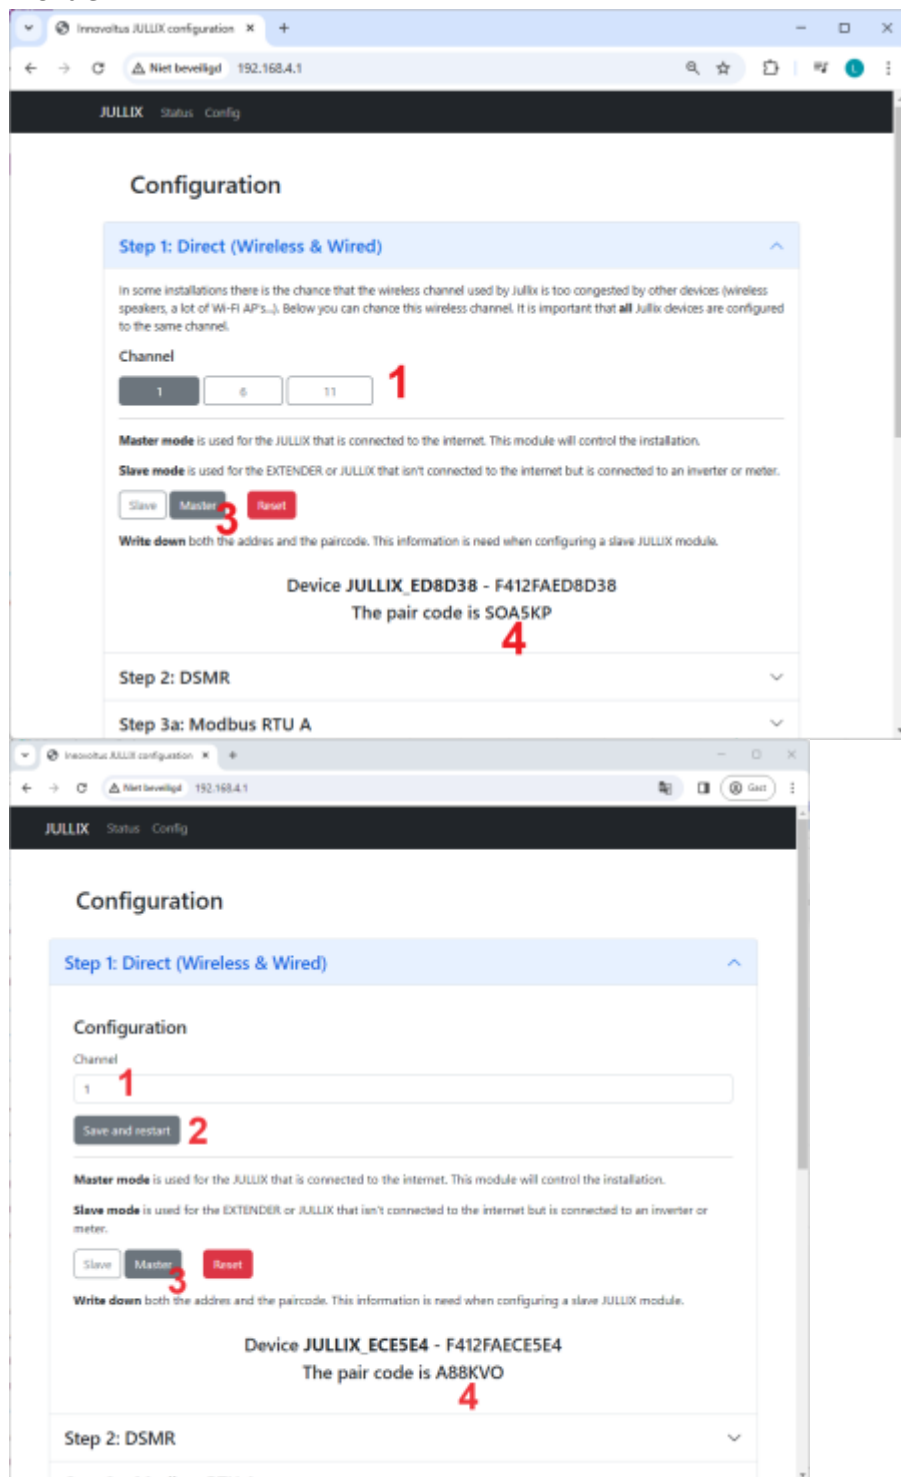 Innovoltus JULLIX configuration
Niet beveiligd 192.168.4.1
L
JULLIX Status Config
Configuration
Step 1: Direct (Wireless & Wired)
In some installations there is the chance that the wireless channel used by Jullix is too congested by other devices (wireless
speakers, a lot of Wi-Fi AP's...). Below you can chance this wireless channel. It is important that all Jullix devices are configured
to the same channel.
Channel
1 6 11 1
Master mode is used for the JULLIX that is connected to the internet. This module will control the installation.
Slave mode is used for the EXTENDER or JULLIX that isn't connected to the internet but is connected to an inverter or meter.
Slave Master Reset
3
Write down both the addres and the paircode. This information is need when configuring a slave JULLIX module.
Device JULLIX_ED8D38 - F412FAED8D38
The pair code is SOA5KP
4
Step 2: DSMR
Step 3a: Modbus RTU A
Innovoltus JULLIX configuration
Niet beveiligd 192.168.4.1 Gast
JULLIX Status Config
Configuration
Step 1: Direct (Wireless & Wired)
Configuration
Channel
1
1
Save and restart 2
Master mode is used for the JULLIX that is connected to the internet. This module will control the installation.
Slave mode is used for the EXTENDER or JULLIX that isn't connected to the internet but is connected to an inverter or
meter.
Slave Master Reset
3
Write down both the addres and the paircode. This information is need when configuring a slave JULLIX module.
Device JULLIX_ECE5E4 - F412FAECE5E4
The pair code is A88KVO
4
Step 2: DSMR